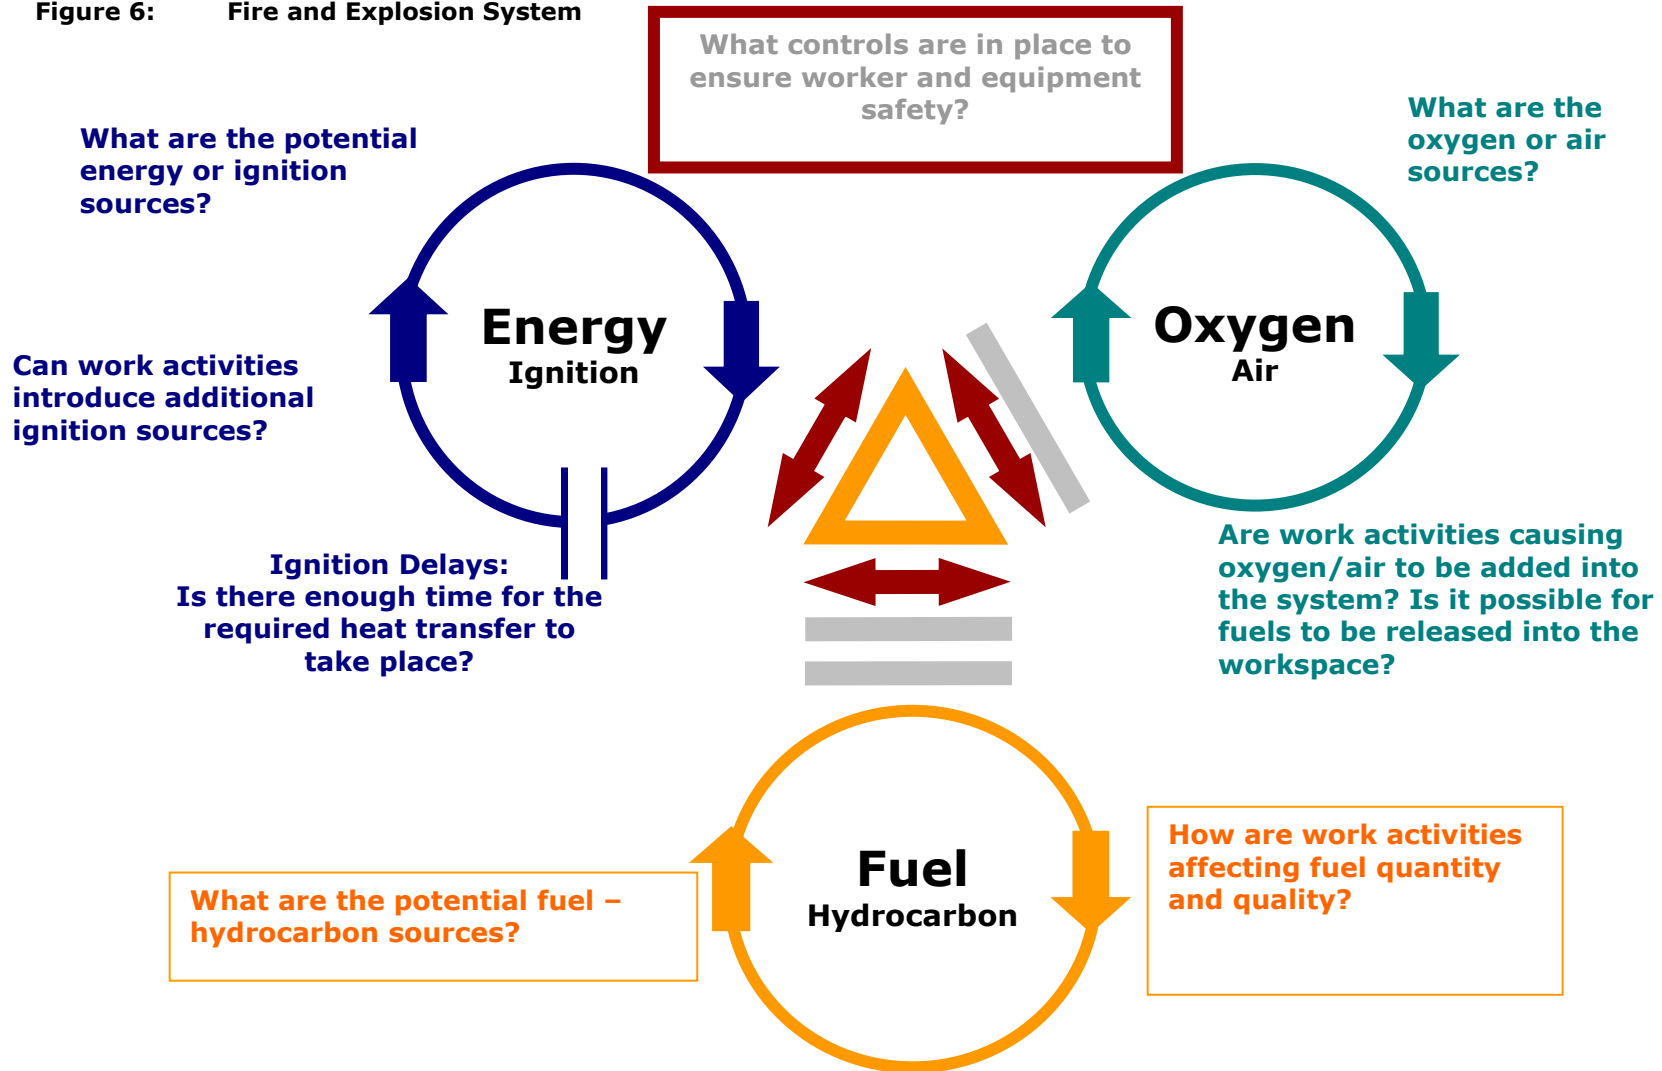 Figure 6: Fire and Explosion System
What controls are in place to
ensure worker and equipment
safety?
What are the potential
energy or ignition
sources?
What are the
oxygen or air
sources?
Energy
Ignition
Oxygen
Air
Can work activities
introduce additional
ignition sources?
Ignition Delays:
Is there enough time for the
required heat transfer to
take place?
Are work activities causing
oxygen/air to be added into
the system? Is it possible for
fuels to be released into the
workspace?
Fuel
Hydrocarbon
What are the potential fuel –
hydrocarbon sources?
How are work activities
affecting fuel quantity
and quality?